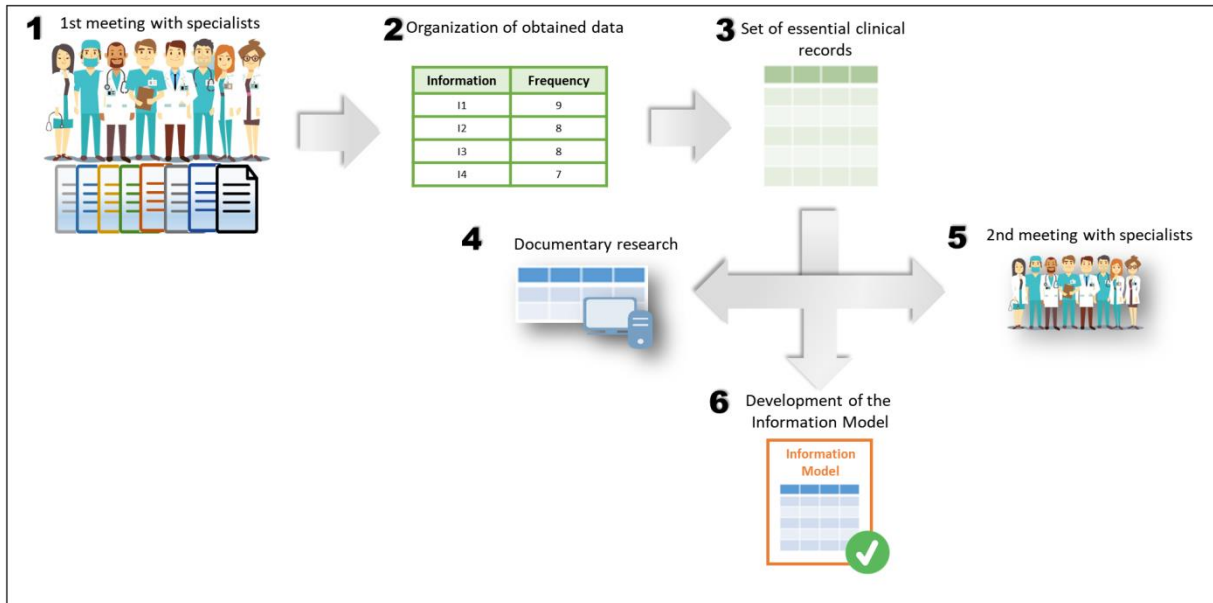 1 1st meeting with specialists
2 Organization of obtained data
Information Frequency
I1 9
I2 8
I3 8
I4 7
3 Set of essential clinical
records
4 Documentary research
5 2nd meeting with specialists
6 Development of the
Information Model
Information
Model